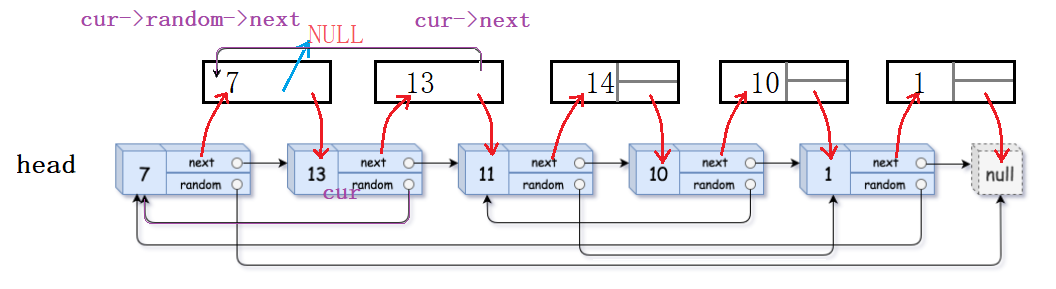 cur->random->next cur->next
NULL
7 13 14 10 1
head
7 next random
13 next random
11 next random
10 next random
1 next random
null
cur